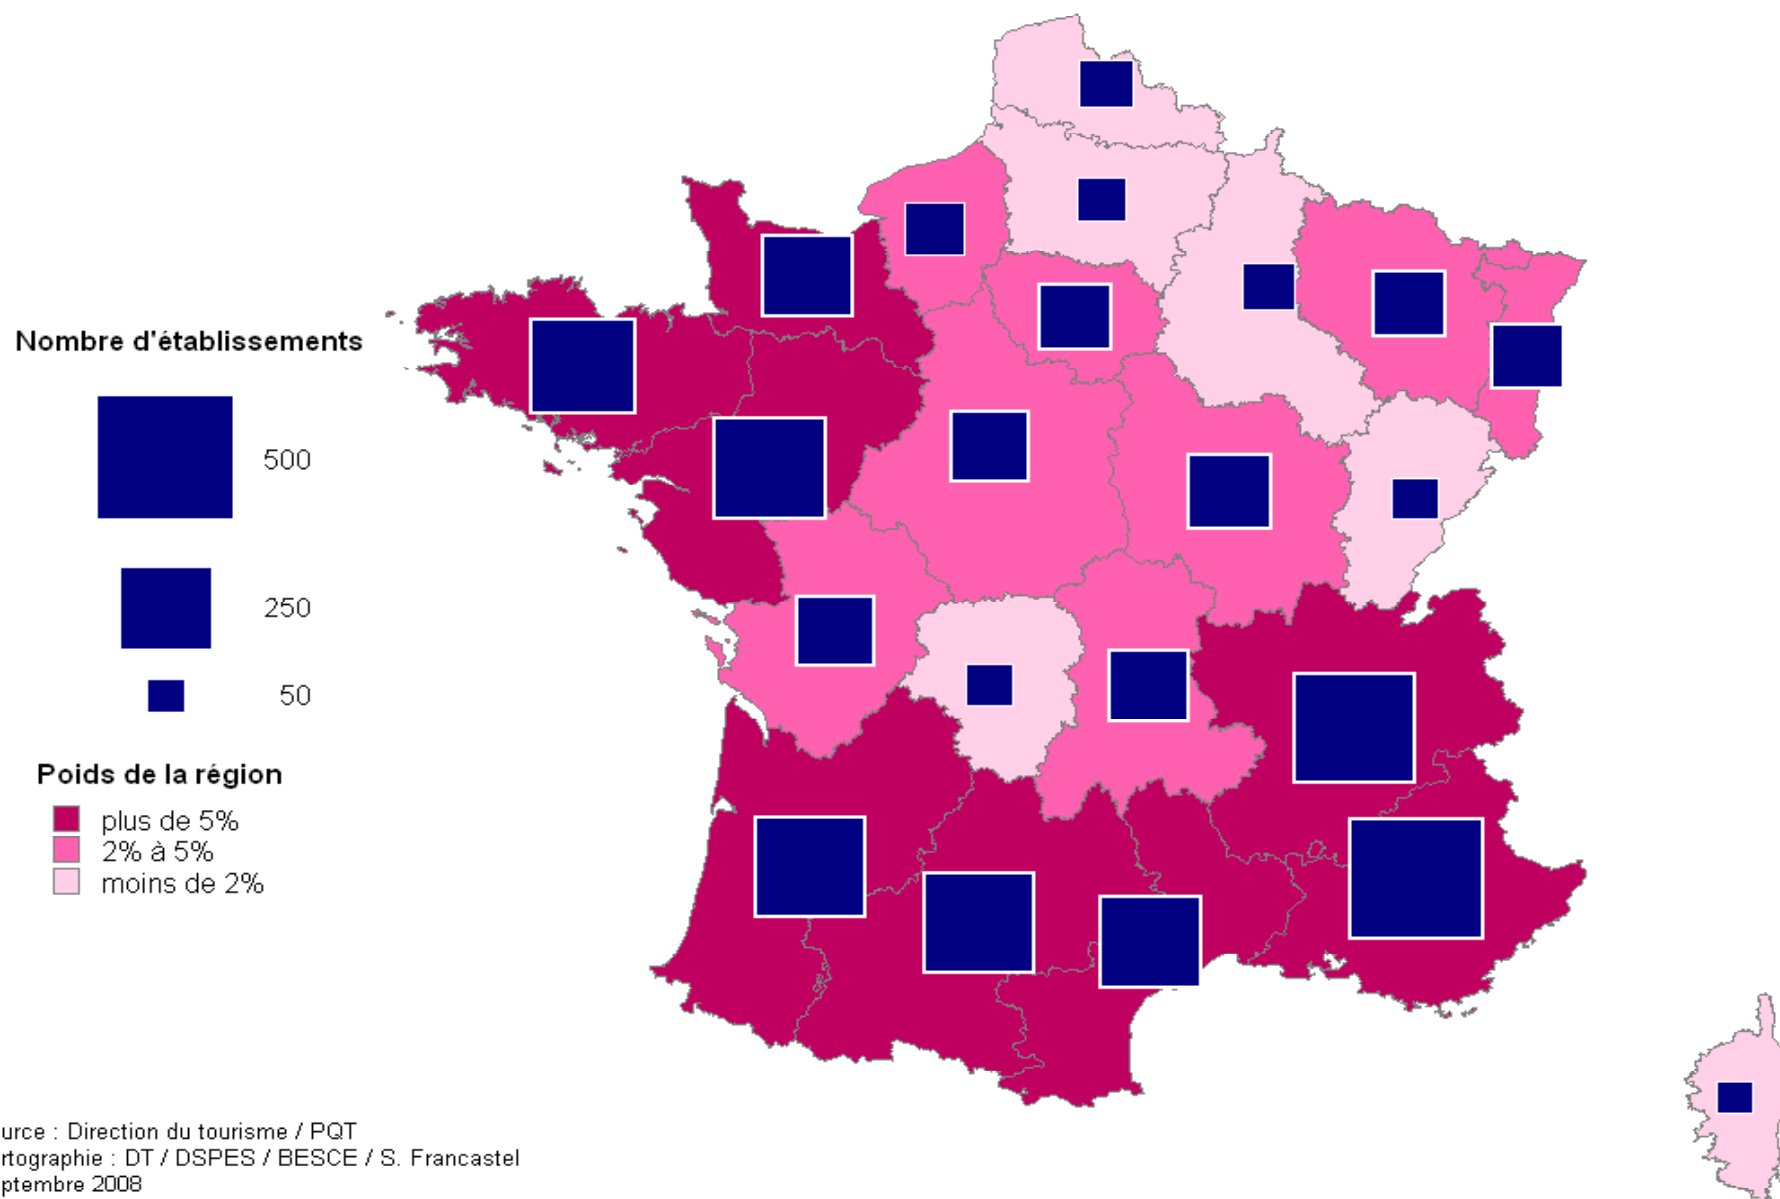 Nombre d'établissements
500
250
50
Poids de la région
plus de 5%
2% à 5%
moins de 2%
urce : Direction du tourisme / PQT
rtographie : DT / DSPES / BESCE / S. Francastel
ptembre 2008